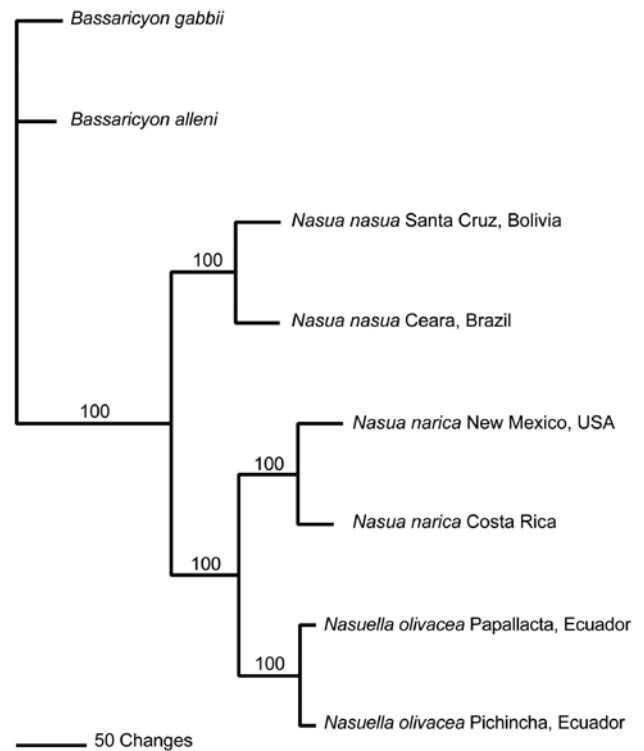 Bassaricyon gabbii
Bassaricyon alleni
Nasua nasua Santa Cruz, Bolivia
100
Nasua nasua Ceara, Brazil
100
Nasua narica New Mexico, USA
100
Nasua narica Costa Rica
100
Nasuella olivacea Papallacta, Ecuador
100
Nasuella olivacea Pichincha, Ecuador
50 Changes